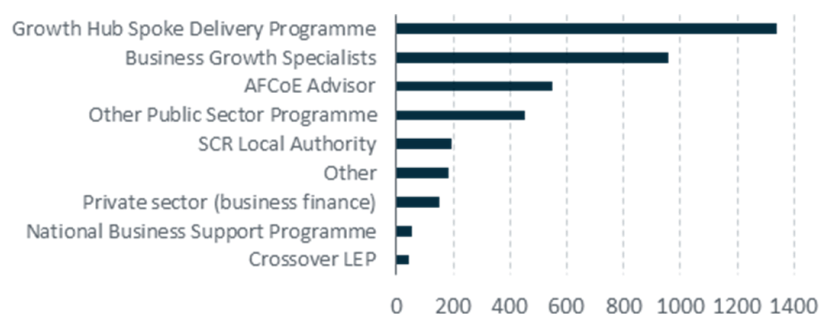 Growth Hub Spoke Delivery Programme
Business Growth Specialists
AFCoE Advisor
Other Public Sector Programme
SCR Local Authority
Other
Private sector (business finance)
National Business Support Programme
Crossover LEP
0 200 400 600 800 1000 1200 1400